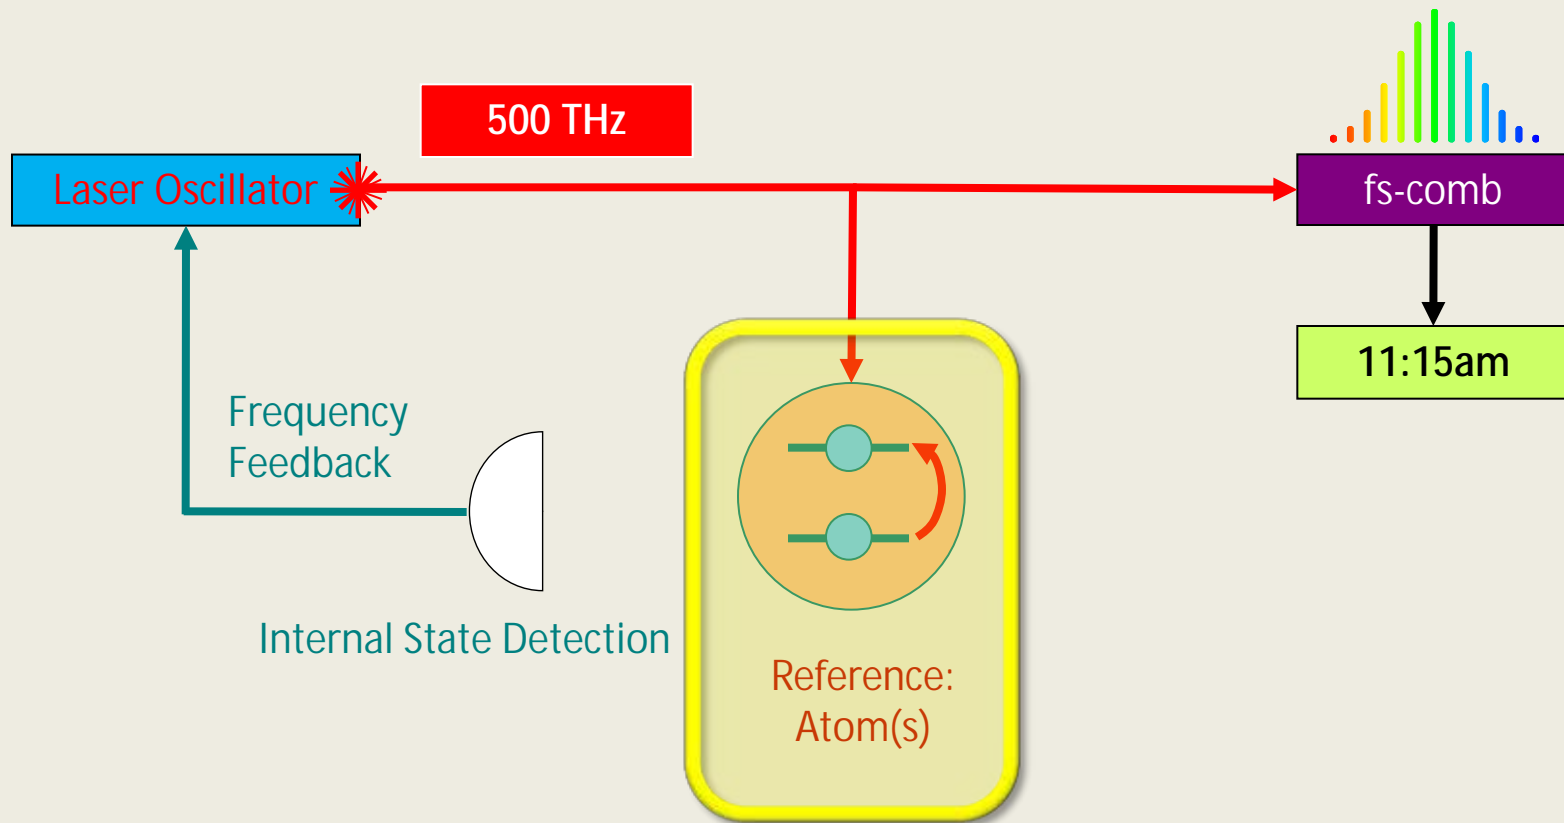 500 THz
Laser Oscillator
fs-comb
11:15am
Frequency
Feedback
Internal State Detection
Reference:
Atom(s)